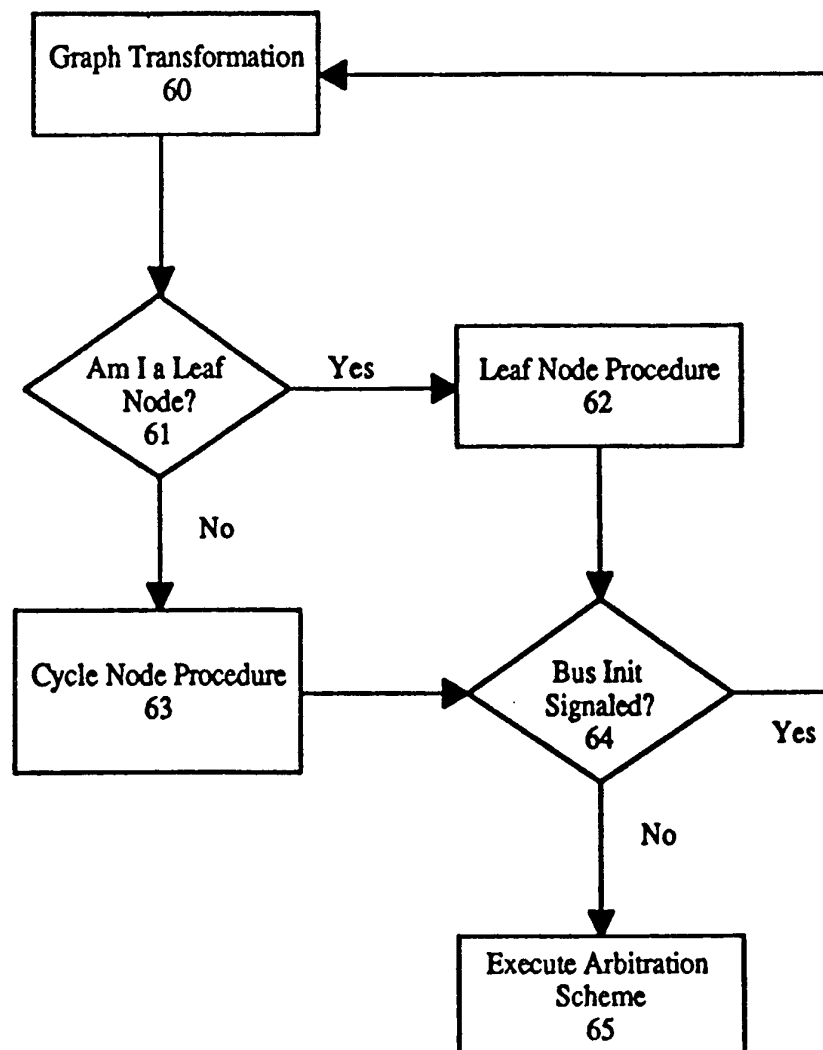 Graph Transformation
60
Am I a Leaf
Node?
61
Yes
Leaf Node Procedure
62
No
Cycle Node Procedure
63
Bus Init
Signaled?
64
Yes
No
Execute Arbitration
Scheme
65